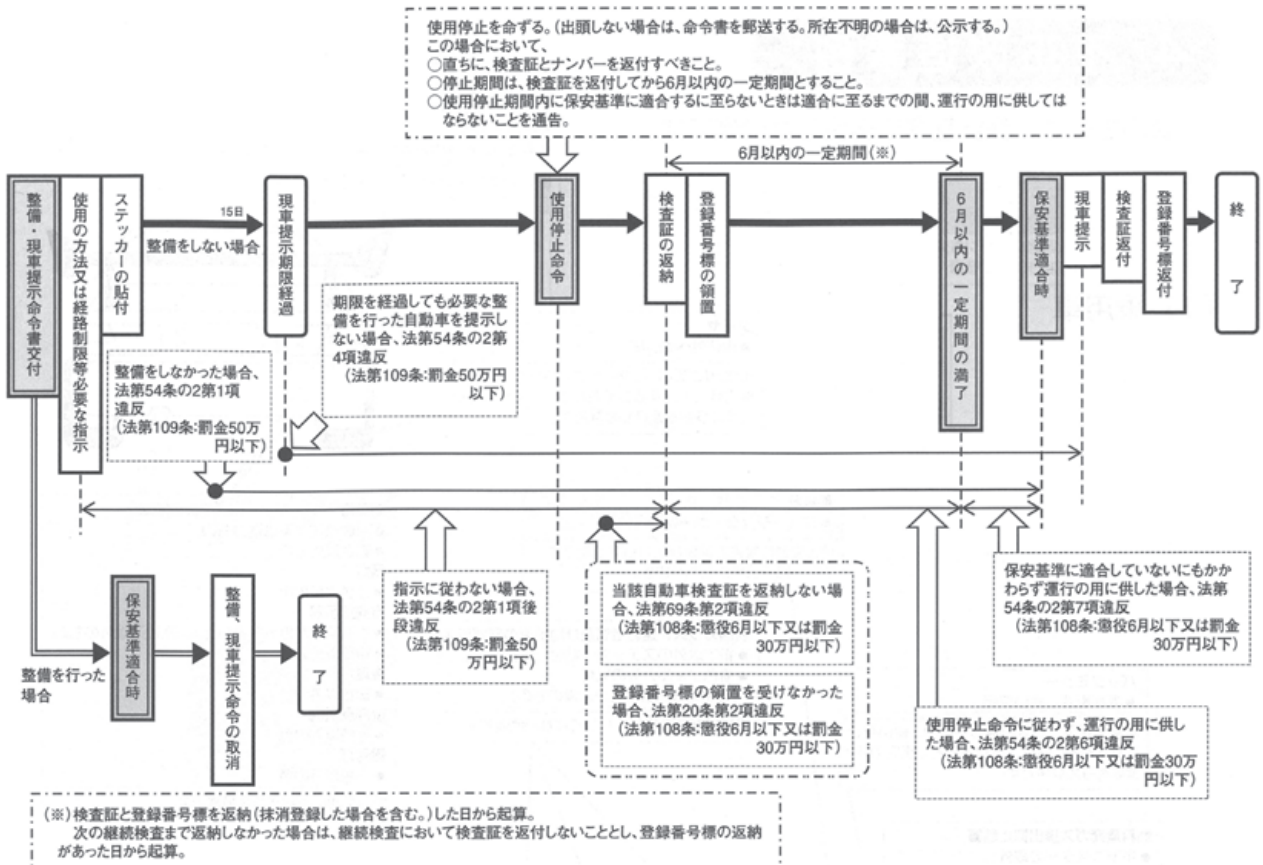 使用停止を命ずる。(出頭しない場合は、命令書を郵送する。所在不明の場合は、公示する。)
この場合において、
○直ちに、検査証とナンバーを返付すべきこと。
○停止期間は、検査証を返付してから6月以内の一定期間とすること。
○使用停止期間内に保安基準に適合するに至らないときは適合に至るまでの間、運行の用に供しては
ならないことを通告。
6月以内の一定期間(※)
整備・現車提示命令書交付
使用の方法又は経路制限等必要な指示
ステッカーの貼付
15日
整備をしない場合
現車提示期限経過
使用停止命令
検査証の返納
登録番号標の領置
6月以内の一定期間の満了
保安基準適合時
現車提示
検査証返付
登録番号標返付
終了
期限を経過しても必要な整
備を行った自動車を提示し
ない場合、法第54条の2第
4項違反
(法第109条:罰金50万円
以下)
整備をしなかった場合、
法第54条の2第1項
違反
(法第109条:罰金50万
円以下)
指示に従わない場合、
法第54条の2第1項後
段違反
(法第109条:罰金50
万円以下)
当該自動車検査証を返納しない場
合、法第69条第2項違反
(法第108条:懲役6月以下又は罰金
30万円以下)
登録番号標の領置を受けなかった
場合、法第20条第2項違反
(法第108条:懲役6月以下又は罰金
30万円以下)
保安基準に適合していないにもかか
わらず運行の用に供した場合、法第
54条の2第7項違反
(法第108条:懲役6月以下又は罰金
30万円以下)
使用停止命令に従わず、運行の用に供し
た場合、法第54条の2第6項違反
(法第108条:懲役6月以下又は罰金30万
円以下)
整備を行った
場合
保安基準適合時
整備、現車提示命令の取消
終了
(※)検査証と登録番号標を返納(抹消登録した場合を含む。)した日から起算。
次の継続検査まで返納しなかった場合は、継続検査において検査証を返付しないこととし、登録番号標の返納
があった日から起算。